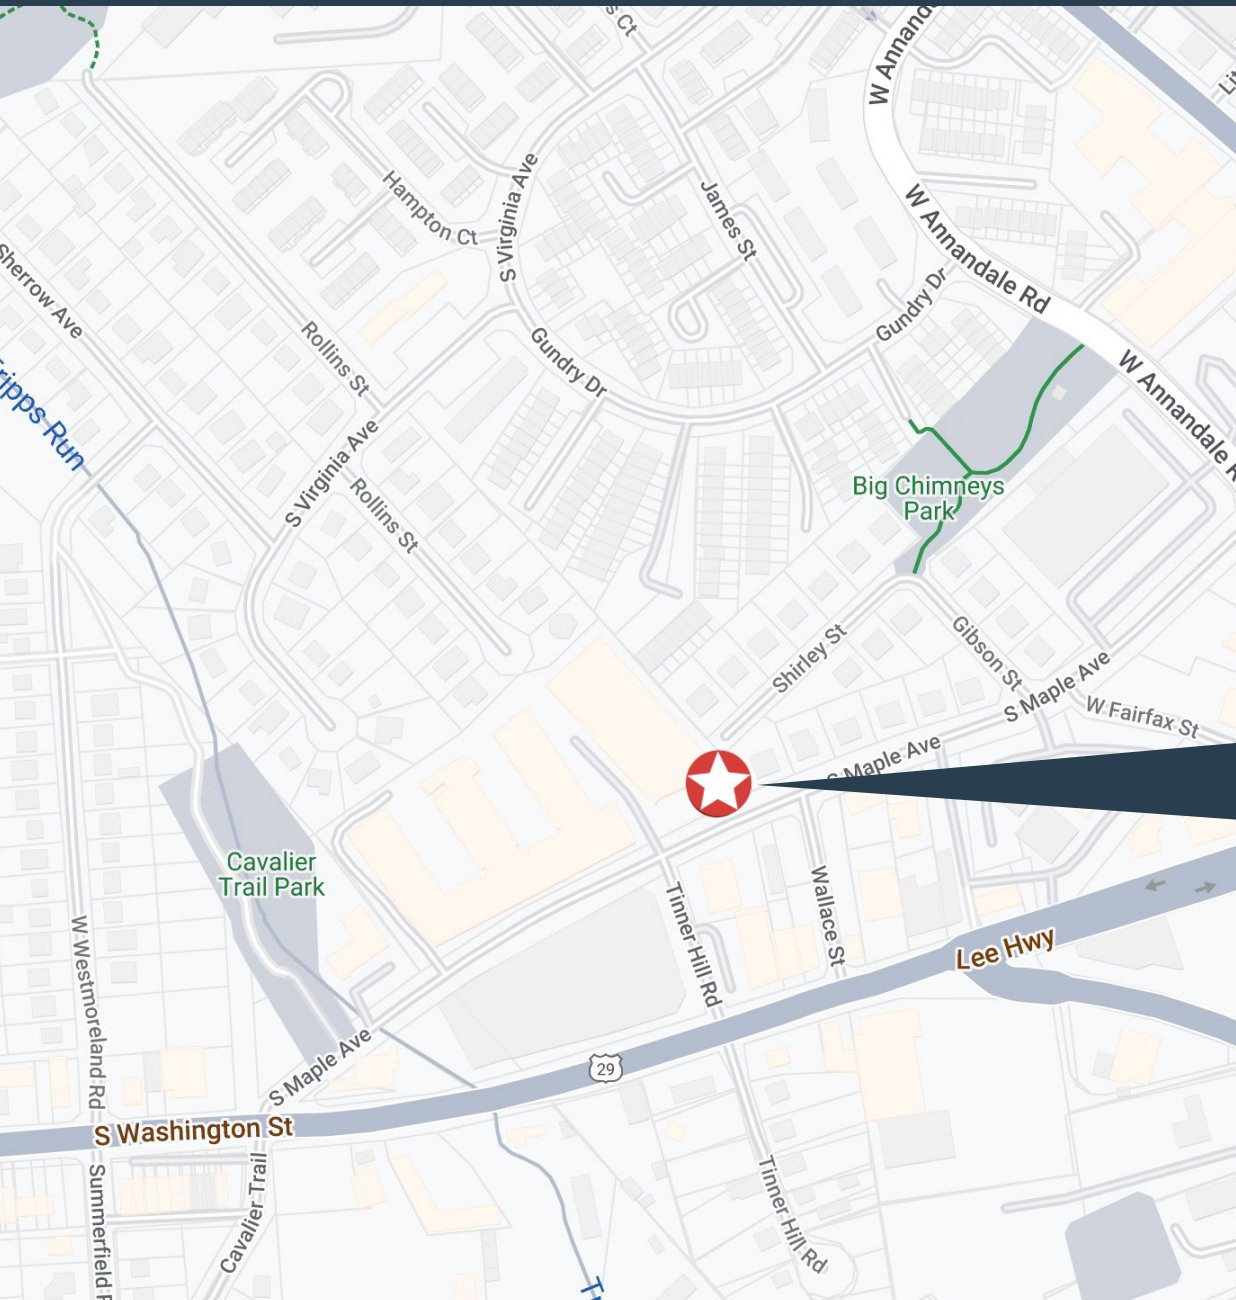 s Ct
W Annand
Hampton Ct
S Virginia Ave
James St
W Annandale Rd
Sherrow Ave
Rollins St
Gundry Dr
Gundry Dr
W Annandale R
Tripps Run
S Virginia Ave
Rollins St
Big Chimneys
Park
Shirley St
Gibson St
S Maple Ave
W Fairfax St
S Maple Ave
Cavalier
Trail Park
Wallace St
Tinner Hill Rd
W Westmoreland Rd
Lee Hwy
29
S Maple Ave
S Washington St
Summerfield R
Cavalier Trail
Tinner Hill Rd